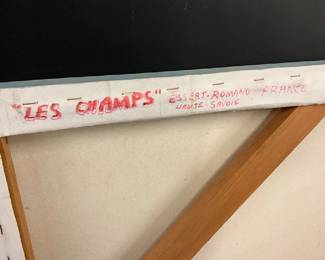 "LES CHAMPS" ESSERT-ROMAND FRANCE
HAUTE SAVOIE